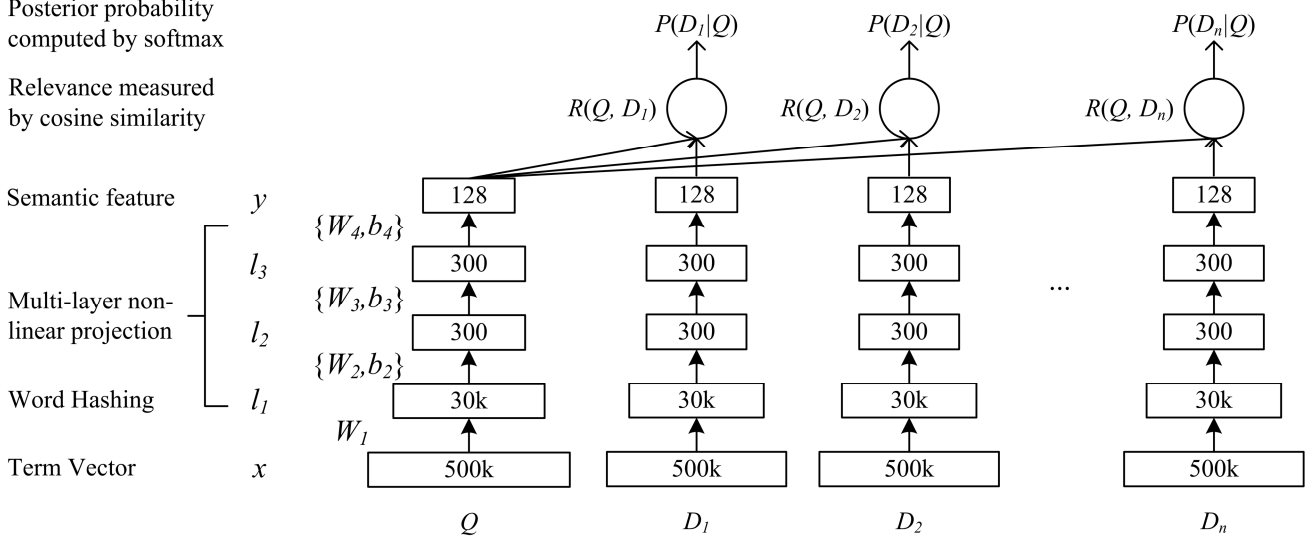 Posterior probability
computed by softmax
P(D1|Q) P(D2|Q) P(Dn|Q)
Relevance measured
by cosine similarity
R(Q, D1) R(Q, D2) R(Q, Dn)
Semantic feature y 128 128 128 128
{W4,b4}
l3 300 300 300 300
Multi-layer non-
linear projection
{W3,b3}
...
l2 300 300 300 300
{W2,b2}
Word Hashing l1 30k 30k 30k 30k
W1
Term Vector x 500k 500k 500k 500k
Q D1 D2 Dn